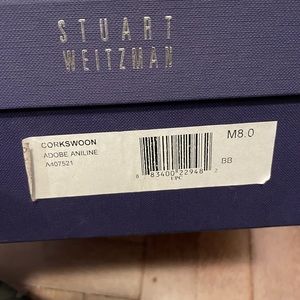 STUART
WEITZMAN
CORKSWOON
M8.0
ADOBE ANILINE
A407521
BB
8 83400 22948 2
UPC